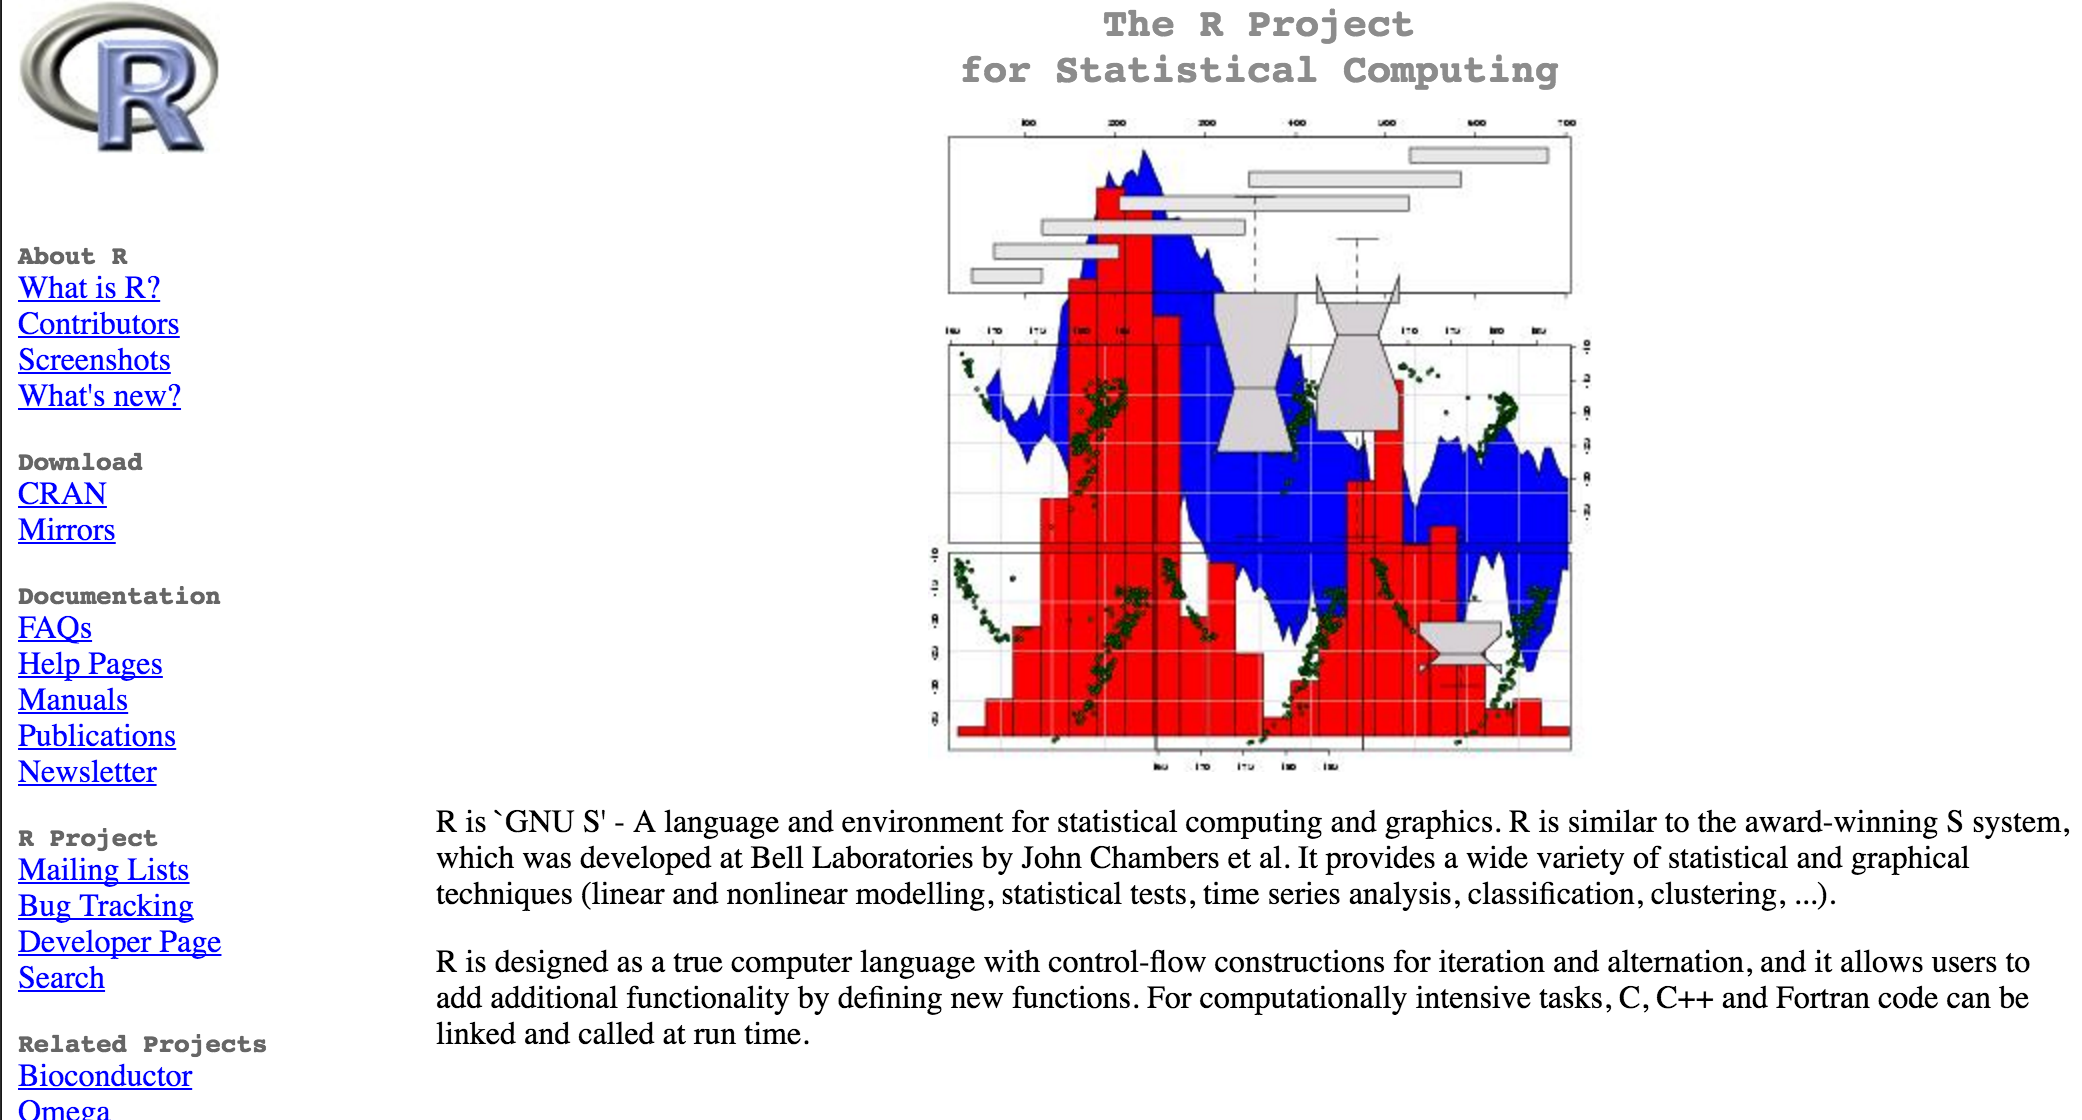 R
The R Project
for Statistical Computing
About R
What is R?
Contributors
Screenshots
What's new?
Download
CRAN
Mirrors
Documentation
FAQs
Help Pages
Manuals
Publications
Newsletter
R Project
Mailing Lists
Bug Tracking
Developer Page
Search
Related Projects
Bioconductor
Omega
R is `GNU S' - A language and environment for statistical computing and graphics. R is similar to the award-winning S system,
which was developed at Bell Laboratories by John Chambers et al. It provides a wide variety of statistical and graphical
techniques (linear and nonlinear modelling, statistical tests, time series analysis, classification, clustering, ...).
R is designed as a true computer language with control-flow constructions for iteration and alternation, and it allows users to
add additional functionality by defining new functions. For computationally intensive tasks, C, C++ and Fortran code can be
linked and called at run time.